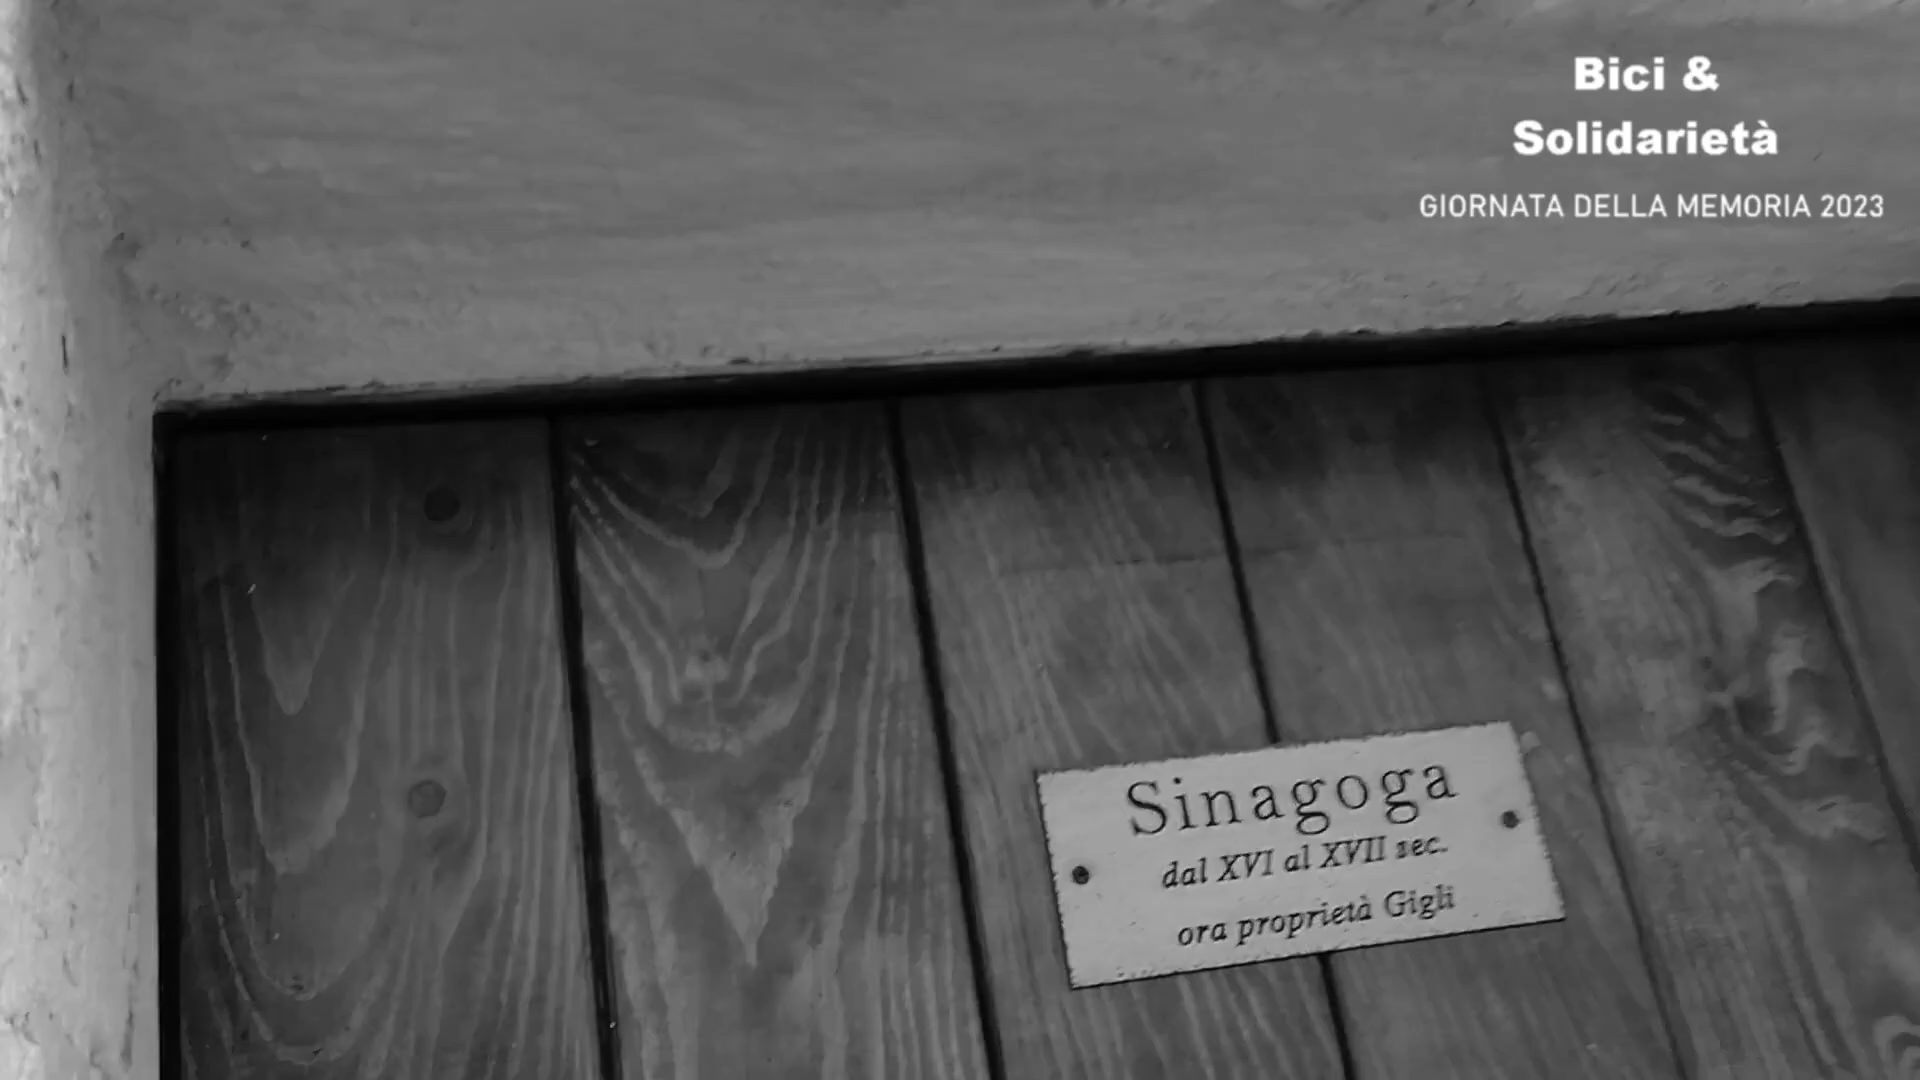 Bici &
Solidarietà
GIORNATA DELLA MEMORIA 2023
Sinagoga
dal XVI al XVII sec.
ora proprietà Gigli